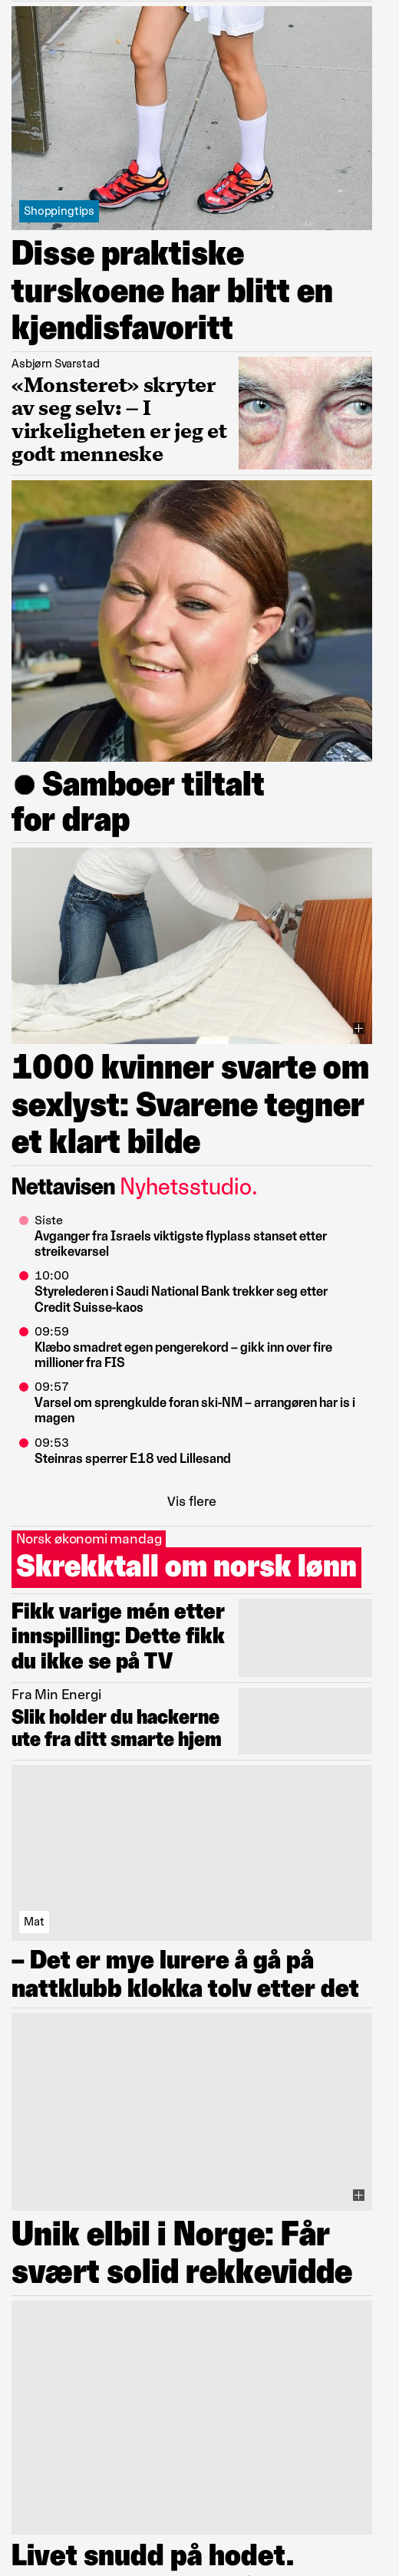 Shoppingtips
Disse praktiske
turskoene har blitt en
kjendisfavoritt
Asbjørn Svarstad
«Monsteret» skryter
av seg selv: – I
virkeligheten er jeg et
godt menneske
● Samboer tiltalt
for drap
1000 kvinner svarte om
sexlyst: Svarene tegner
et klart bilde
Nettavisen Nyhetsstudio.
Siste
Avganger fra Israels viktigste flyplass stanset etter
streikevarsel
10:00
Styrelederen i Saudi National Bank trekker seg etter
Credit Suisse-kaos
09:59
Klæbo smadret egen pengerekord – gikk inn over fire
millioner fra FIS
09:57
Varsel om sprengkulde foran ski-NM – arrangøren har is i
magen
09:53
Steinras sperrer E18 ved Lillesand
Vis flere
Norsk økonomi mandag
Skrekktall om norsk lønn
Fikk varige mén etter
innspilling: Dette fikk
du ikke se på TV
Fra Min Energi
Slik holder du hackerne
ute fra ditt smarte hjem
Mat
– Det er mye lurere å gå på
nattklubb klokka tolv etter det
Unik elbil i Norge: Får
svært solid rekkevidde
Livet snudd på hodet.